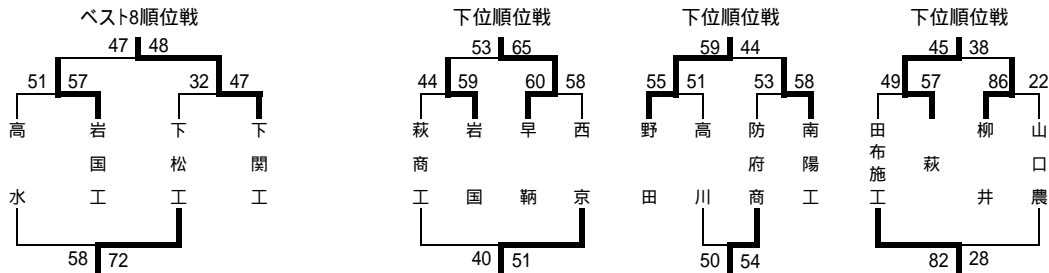 ベスト8順位戦 下位順位戦 下位順位戦 下位順位戦
47 48 53 65 59 44 45 38
51 57 32 47 44 59 60 58 55 51 53 58 49 57 86 22
高水 岩国工 下松工 下関工 萩商工 岩国 早鞆 西京 野田 高川 防府商 南陽工 田布施工 萩 柳井 山口農
58 72 40 51 50 54 82 28